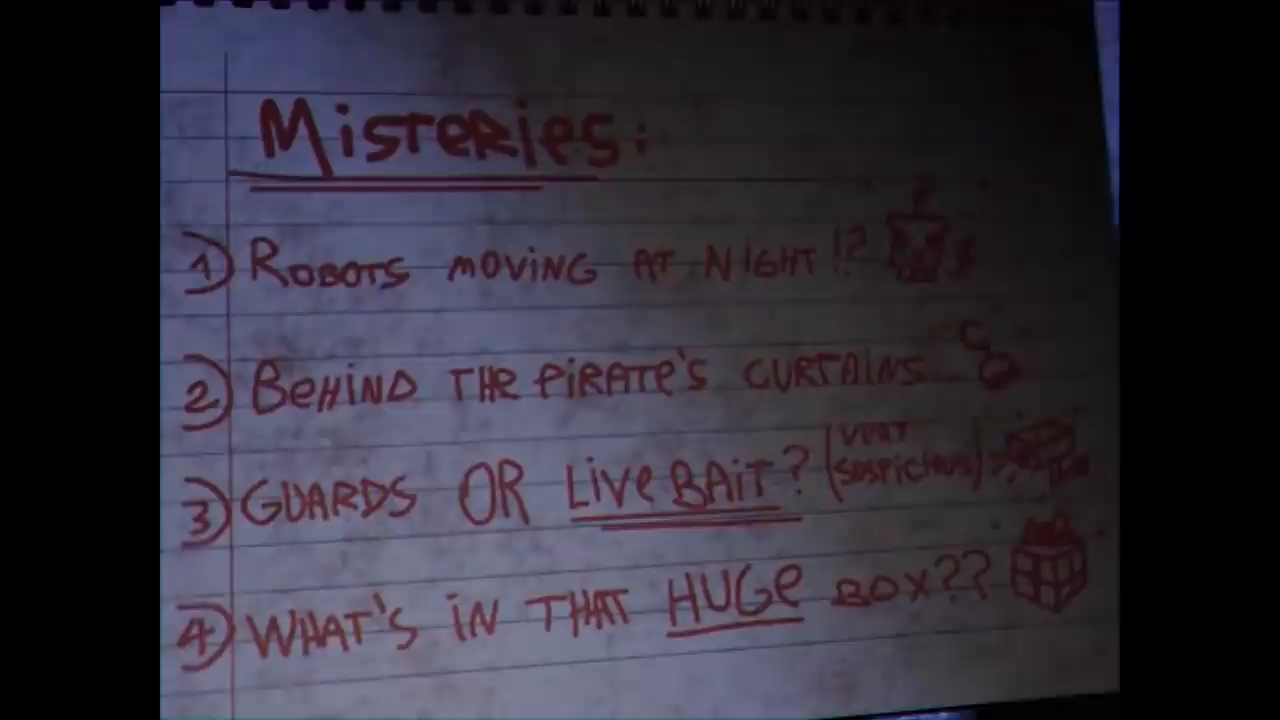 Misteries:
1) Robots moving at night!?
2) Behind the pirate's curtains...
3) Guards or live bait? (very suspicious)
4) What's in that HUGE box??